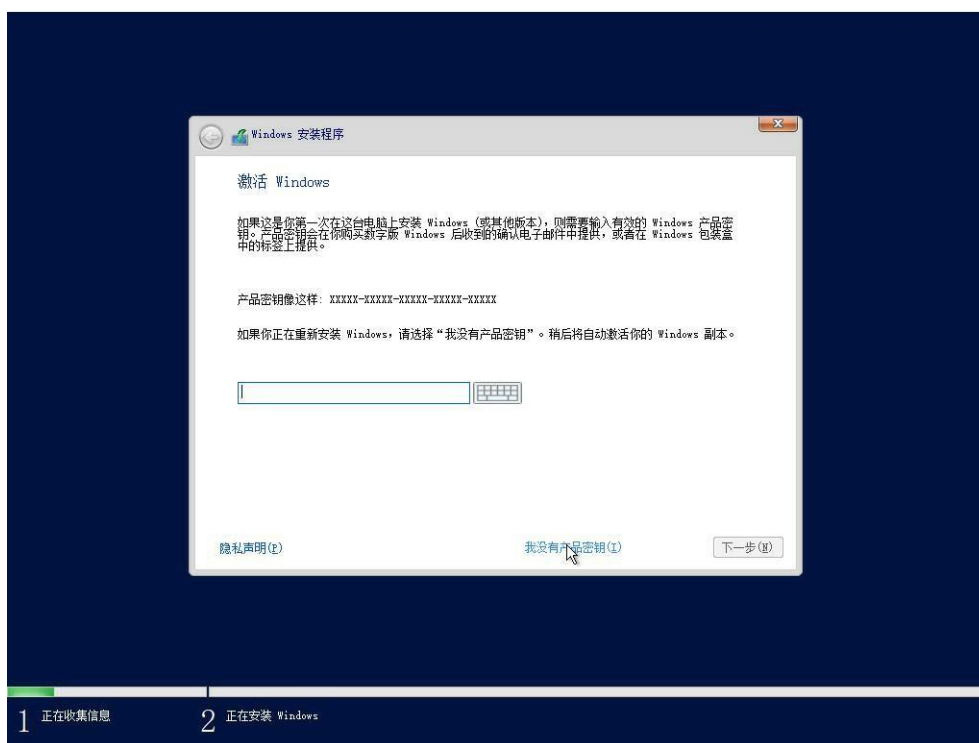 Windows 安装程序
激活 Windows
如果这是你第一次在这台电脑上安装 Windows (或其他版本)，则需要输入有效的 Windows 产品密
钥。产品密钥会在你购买数字版 Windows 后收到的确认电子邮件中提供，或者在 Windows 包装盒
中的标签上提供。
产品密钥像这样: XXXXX-XXXXX-XXXXX-XXXXX-XXXXX
如果你正在重新安装 Windows，请选择“我没有产品密钥”。稍后将自动激活你的 Windows 副本。
隐私声明(P)
我没有产品密钥(I)
下一步(N)
1 正在收集信息
2 正在安装 Windows